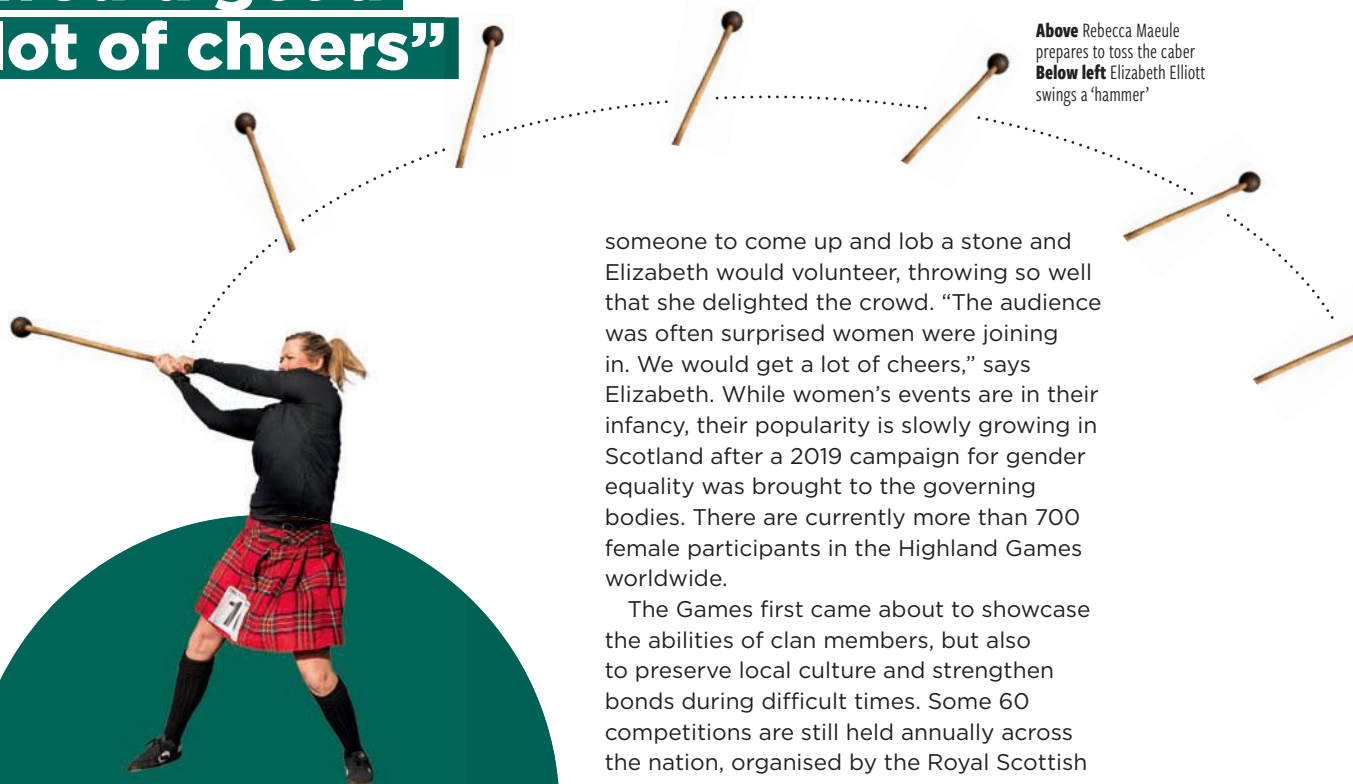 lot of cheers”
Above Rebecca Maeule
prepares to toss the caber
Below left Elizabeth Elliott
swings a ‘hammer’
someone to come up and lob a stone and
Elizabeth would volunteer, throwing so well
that she delighted the crowd. “The audience
was often surprised women were joining
in. We would get a lot of cheers,” says
Elizabeth. While women’s events are in their
infancy, their popularity is slowly growing in
Scotland after a 2019 campaign for gender
equality was brought to the governing
bodies. There are currently more than 700
female participants in the Highland Games
worldwide.
The Games first came about to showcase
the abilities of clan members, but also
to preserve local culture and strengthen
bonds during difficult times. Some 60
competitions are still held annually across
the nation, organised by the Royal Scottish